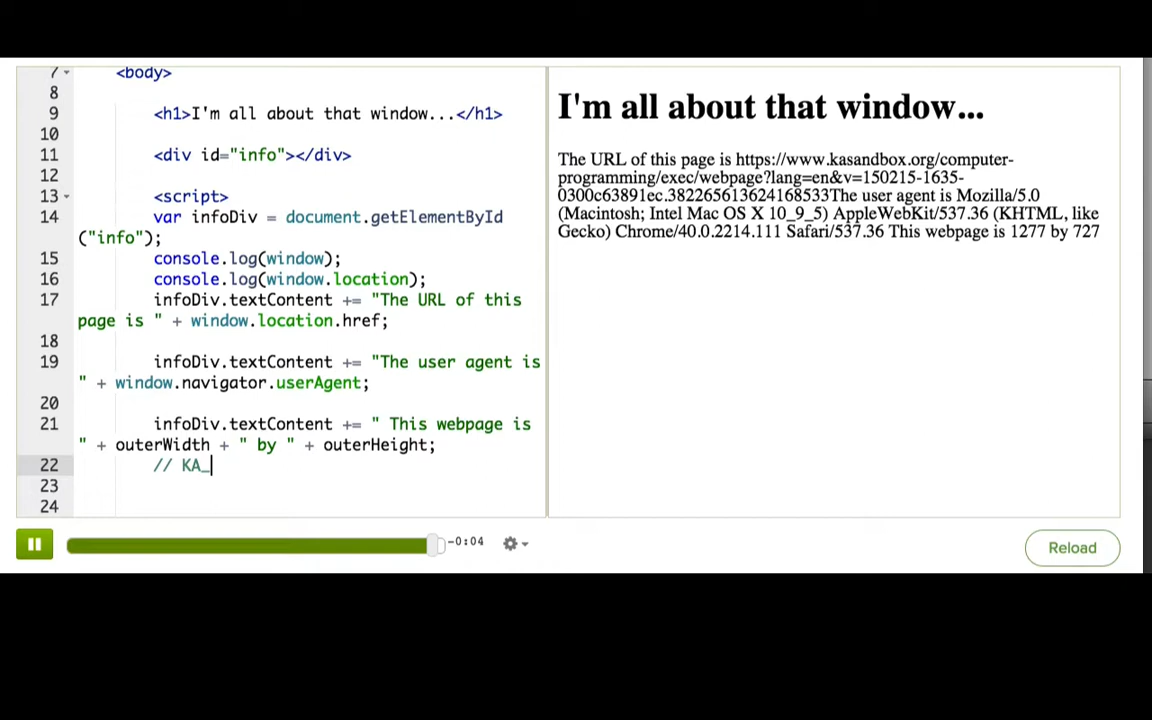 7
<body>
8
9
<h1>I'm all about that window...</h1>
10
11
<div id="info"></div>
12
13
<script>
14
var infoDiv = document.getElementById
("info");
15
console.log(window);
16
console.log(window.location);
17
infoDiv.textContent += "The URL of this
page is " + window.location.href;
18
19
infoDiv.textContent += "The user agent is
" + window.navigator.userAgent;
20
21
infoDiv.textContent += " This webpage is
" + outerWidth + " by " + outerHeight;
22
// KA_
23
24
I'm all about that window...
The URL of this page is https://www.kasandbox.org/computer-
programming/exec/webpage?lang=en&v=150215-1635-
0300c63891ec.382265613624168533The user agent is Mozilla/5.0
(Macintosh; Intel Mac OS X 10_9_5) AppleWebKit/537.36 (KHTML, like
Gecko) Chrome/40.0.2214.111 Safari/537.36 This webpage is 1277 by 727
-0:04
Reload